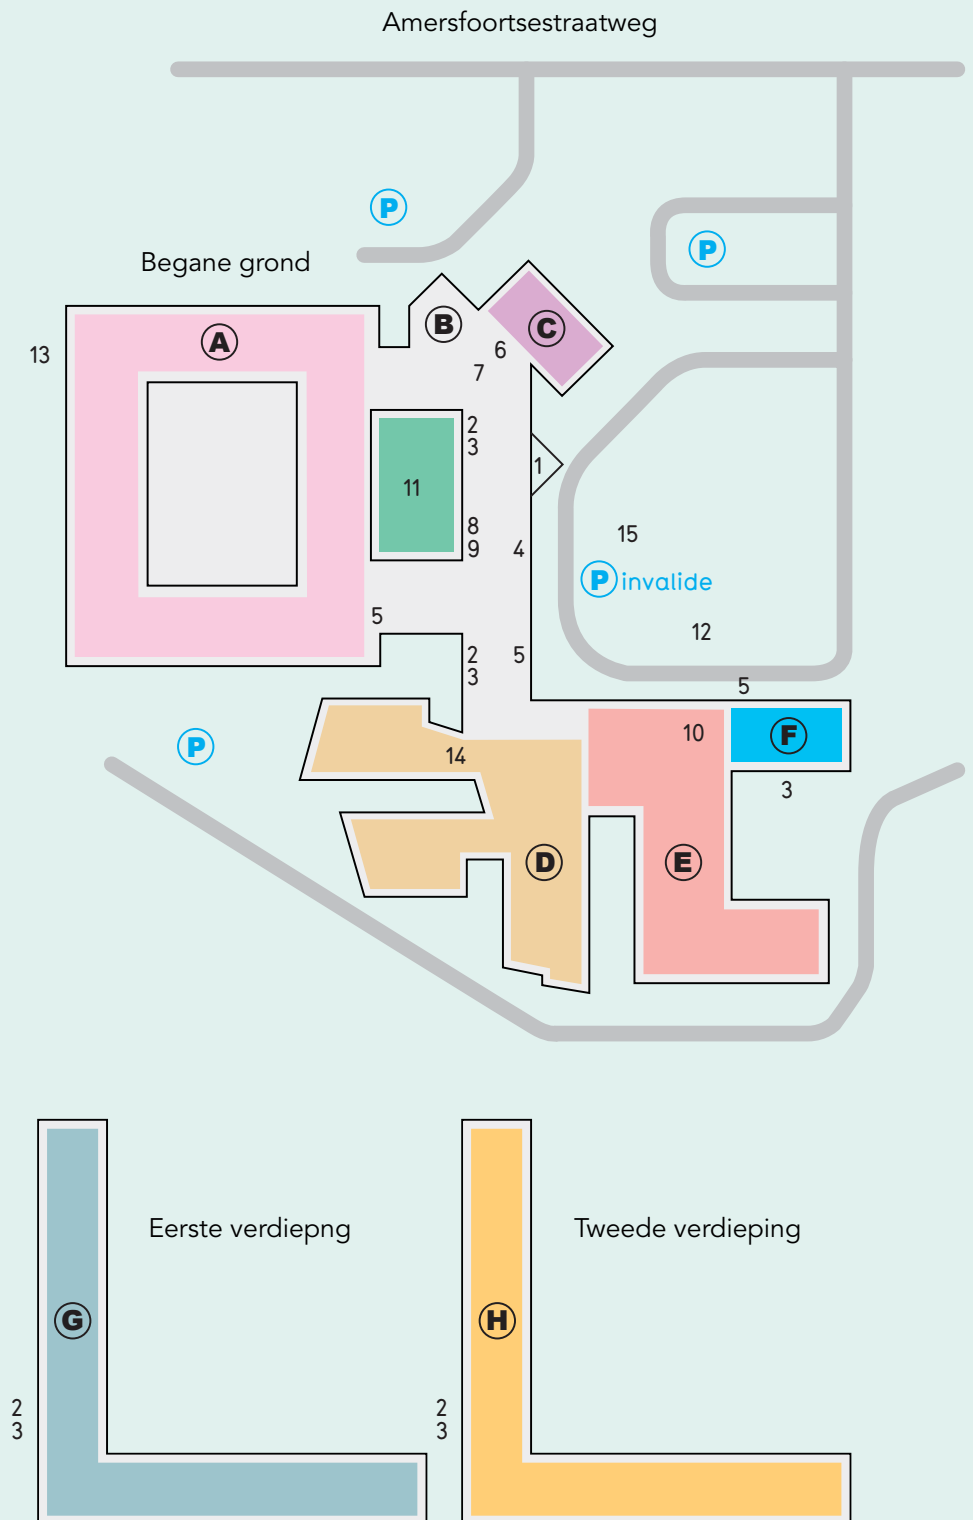 Amersfoortsestraatweg
P
P
Begane grond
B
C
A
13
6
7
2
3
1
11
8
9
4
15
P invalide
5
12
2
3
5
5
P
14
10
F
3
D
E
Eerste verdiepng
Tweede verdieping
G
H
2
3
2
3